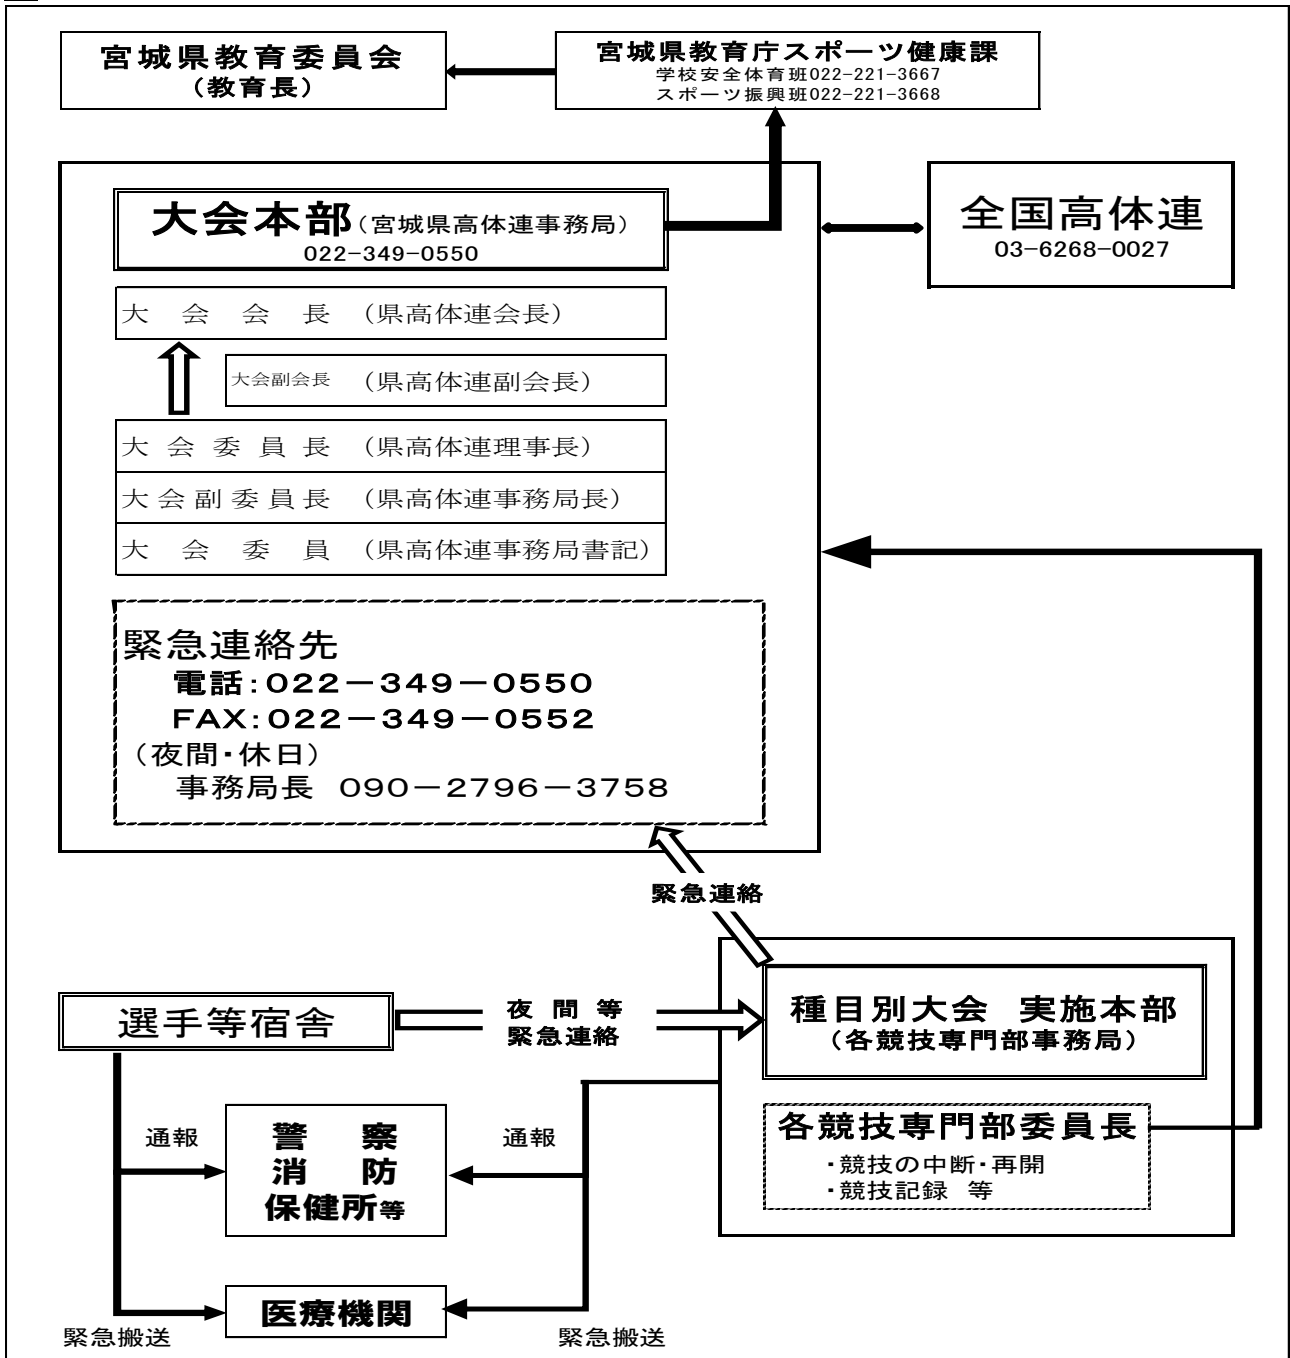 宮城県教育委員会
(教育長)
宮城県教育庁スポーツ健康課
学校安全体育班022-221-3667
スポーツ振興班022-221-3668
大会本部(宮城県高体連事務局)
022-349-0550
全国高体連
03-6268-0027
大会会長 (県高体連会長)
大会副会長 (県高体連副会長)
大会委員長 (県高体連理事長)
大会副委員長 (県高体連事務局長)
大会委員 (県高体連事務局書記)
緊急連絡先
電話:022-349-0550
FAX:022-349-0552
(夜間・休日)
事務局長 090-2796-3758
緊急連絡
選手等宿舎
夜間等
緊急連絡
種目別大会 実施本部
(各競技専門部事務局)
各競技専門部委員長
・競技の中断・再開
・競技記録 等
通報
警察
消防
保健所等
通報
医療機関
緊急搬送
緊急搬送